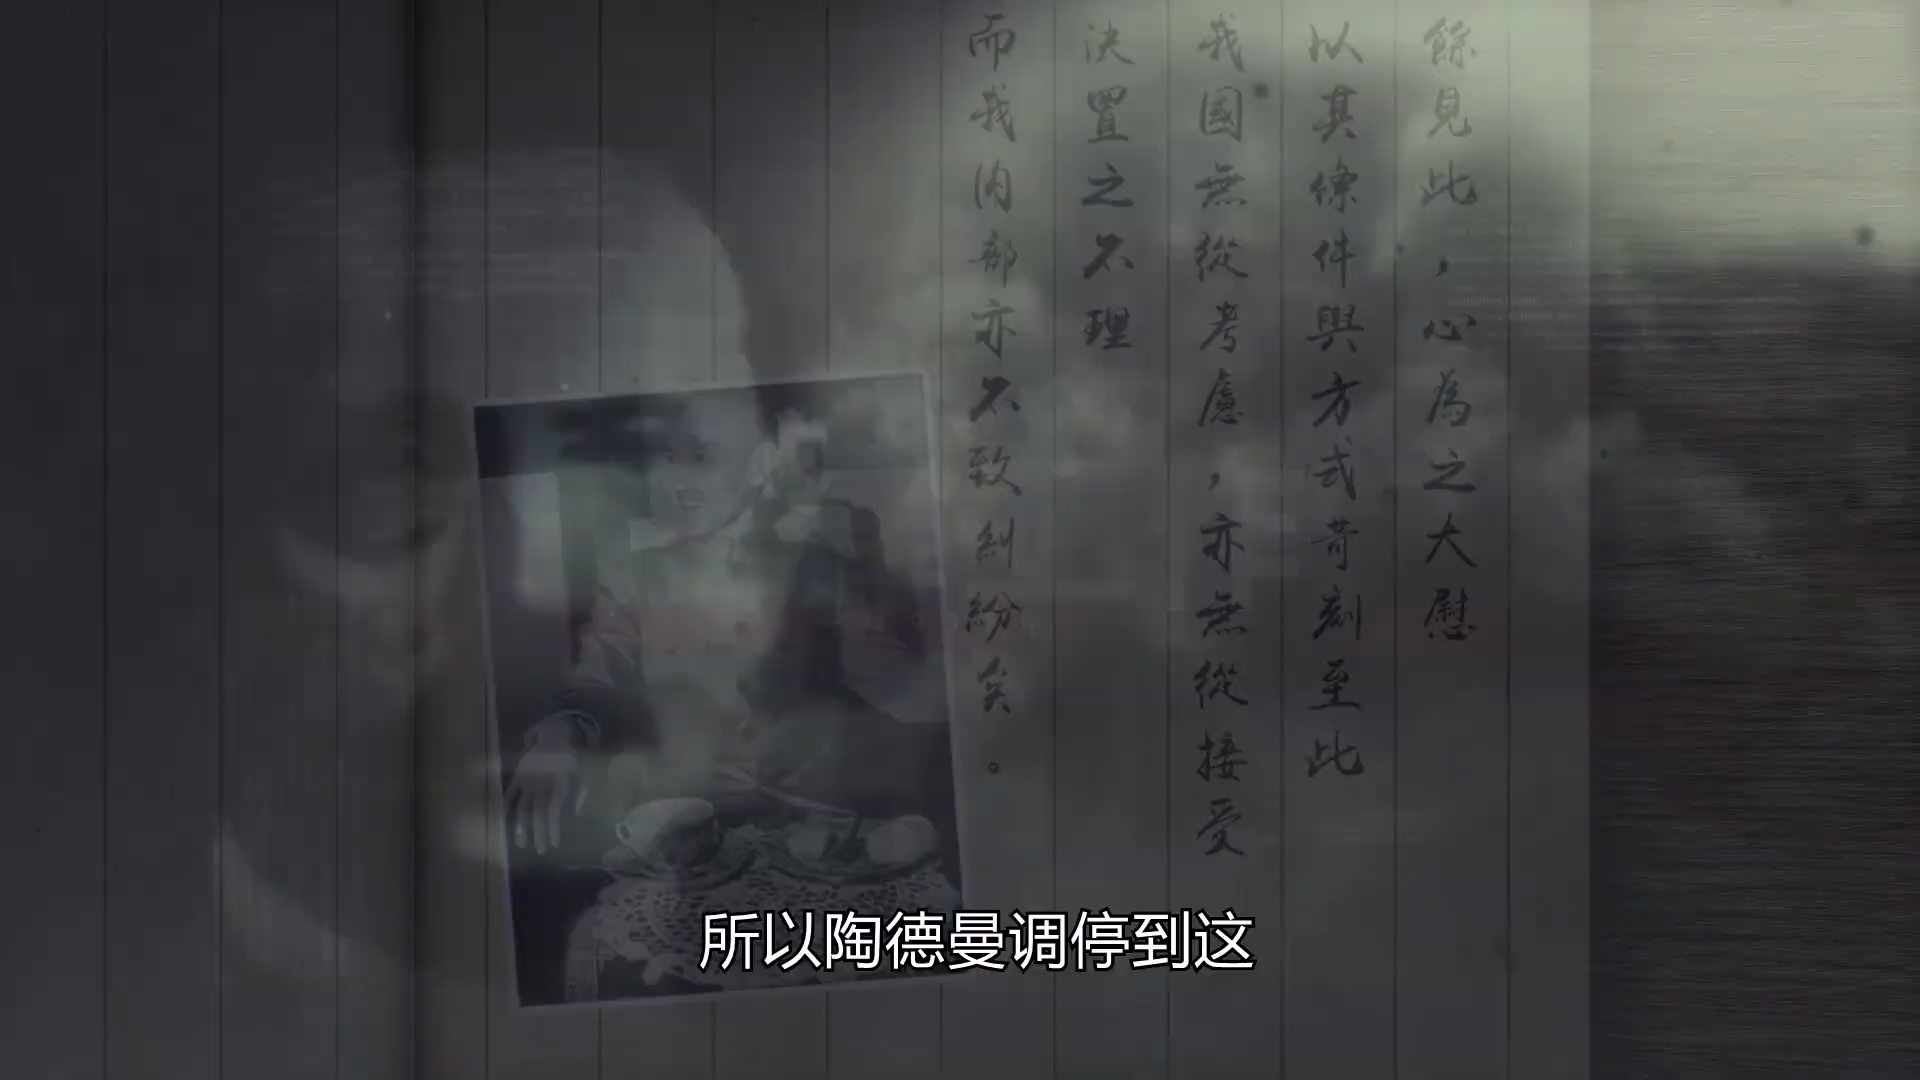 餘見此，心為之大慰
以其條件與方式苛刻至此
我國無從考慮，亦無從接受
決置之不理
而我內部亦不致糾紛矣。
所以陶德曼调停到这